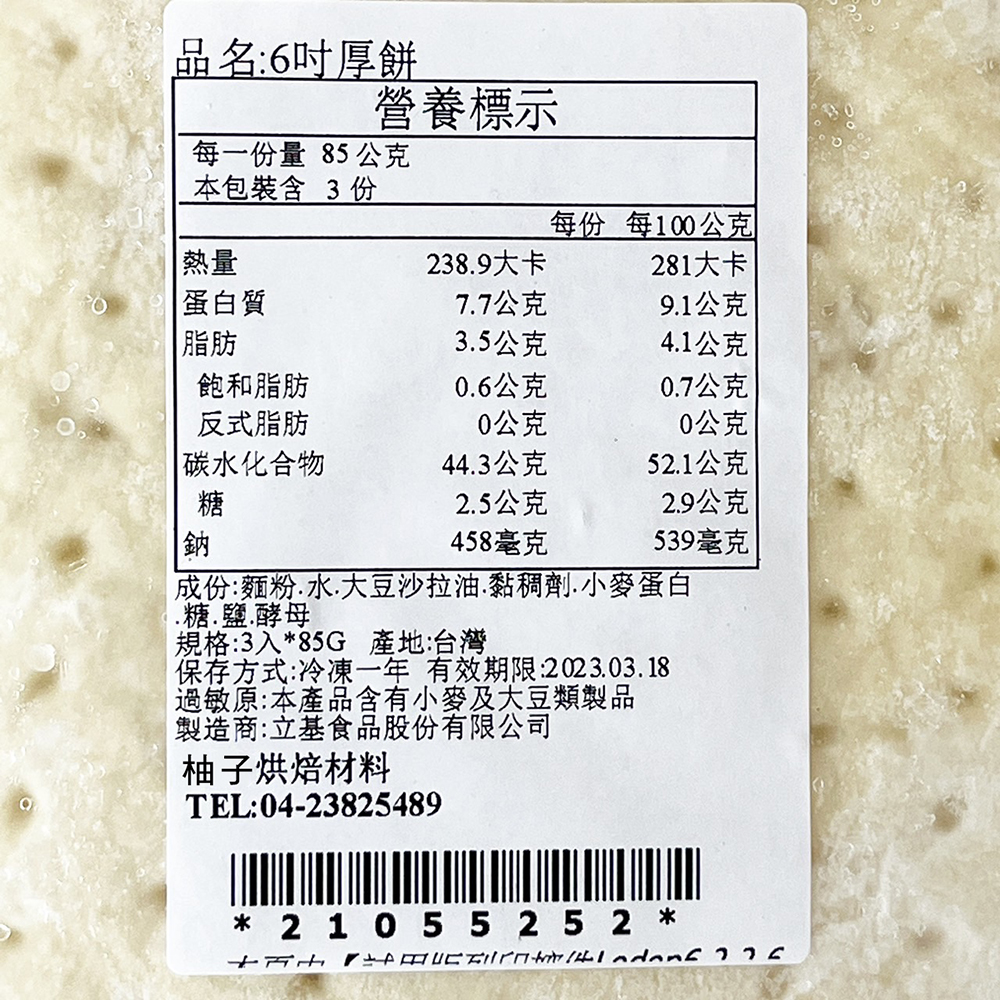 品名:6吋厚餅
營養標示
每一份量 85公克
本包裝含 3 份
每份 每100公克
熱量 238.9大卡 281大卡
蛋白質 7.7公克 9.1公克
脂肪 3.5公克 4.1公克
飽和脂肪 0.6公克 0.7公克
反式脂肪 0公克 0公克
碳水化合物 44.3公克 52.1公克
糖 2.5公克 2.9公克
鈉 458毫克 539毫克
成份:麵粉.水.大豆沙拉油.黏稠劑.小麥蛋白
.糖.鹽.酵母
規格:3入*85G 產地:台灣
保存方式:冷凍一年 有效期限:2023.03.18
過敏原:本產品含有小麥及大豆類製品
製造商:立基食品股份有限公司
柚子烘焙材料
TEL:04-23825489
*21055252*